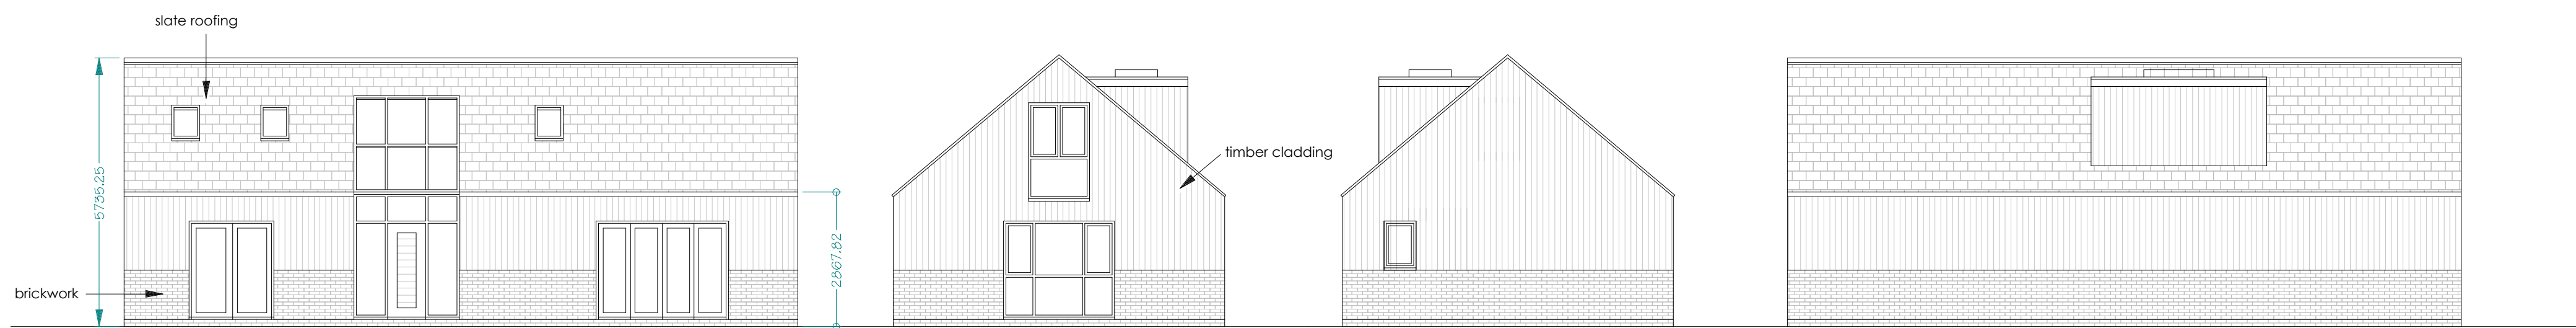 slate roofing
5735.25
timber cladding
2867.82
brickwork